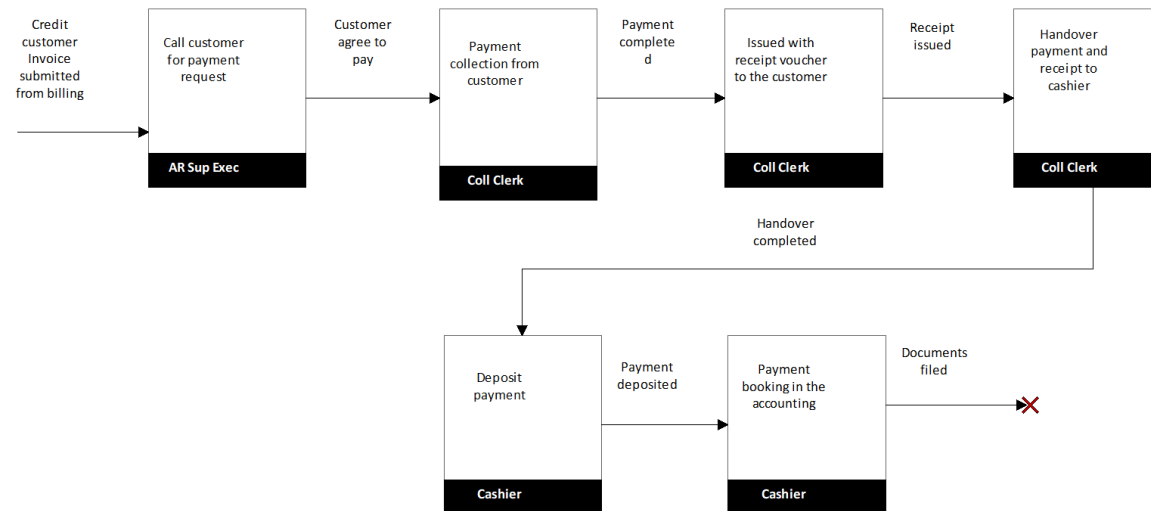 Credit
customer
Invoice
submitted
from billing
Call customer
for payment
request
AR Sup Exec
Customer
agree to
pay
Payment
collection from
customer
Coll Clerk
Payment
complete
d
Issued with
receipt voucher
to the customer
Coll Clerk
Receipt
issued
Handover
payment and
receipt to
cashier
Coll Clerk
Handover
completed
Deposit
payment
Cashier
Payment
deposited
Payment
booking in the
accounting
Cashier
Documents
filed